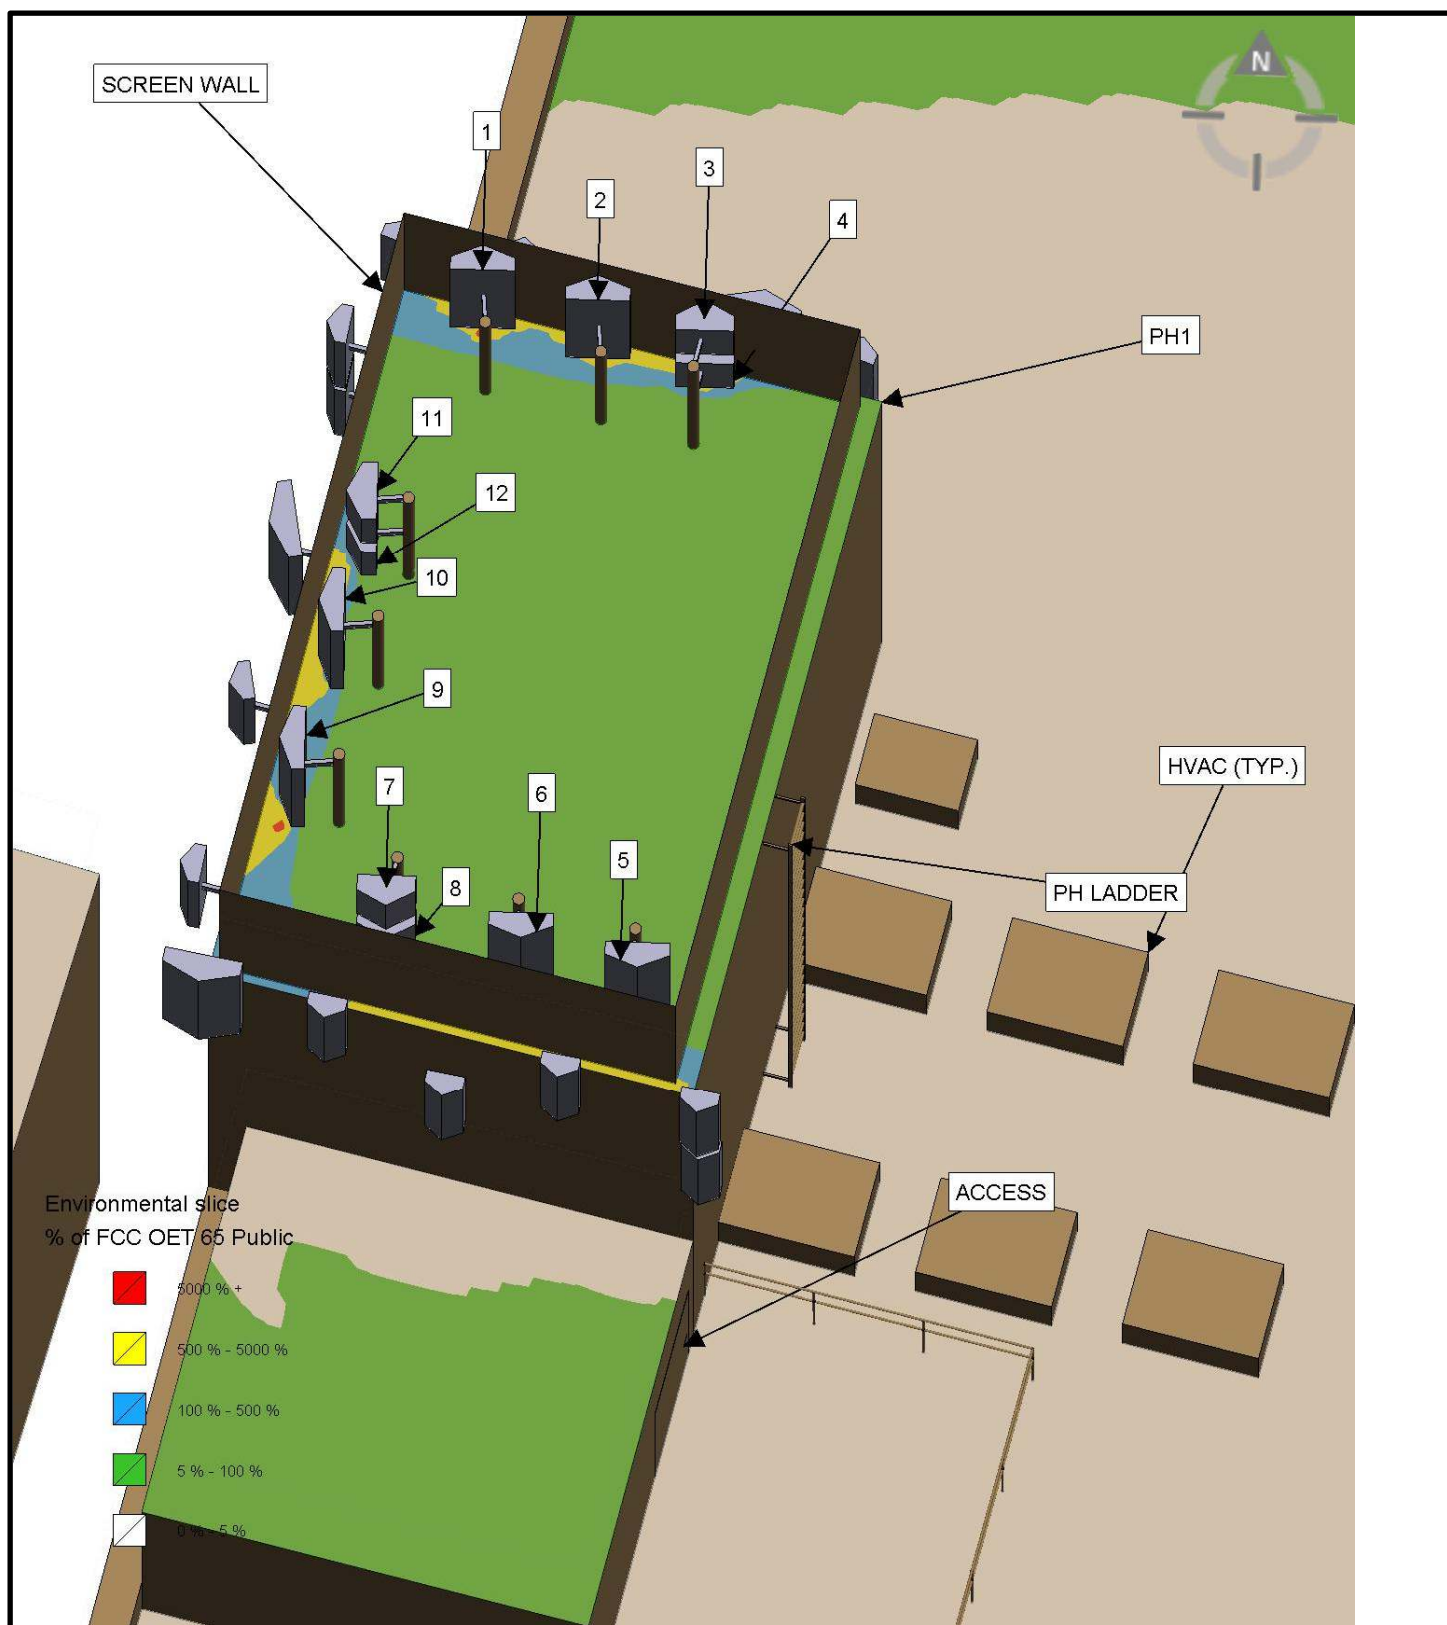 N
SCREEN WALL
1
2
3
4
PH1
11
12
10
9
7
6
5
8
HVAC (TYP.)
PH LADDER
ACCESS
Environmental slice
% of FCC OET 65 Public
5000 % +
500 % - 5000 %
100 % - 500 %
5 % - 100 %
0 % - 5 %